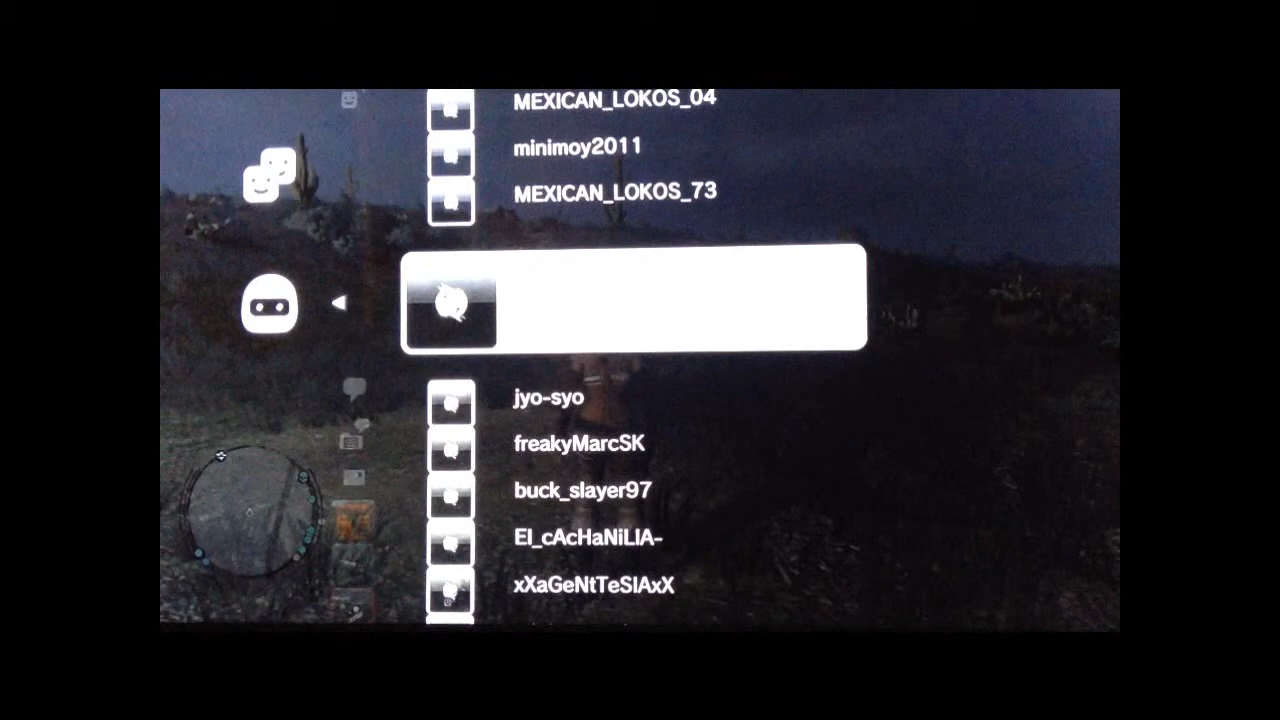 MEXICAN_LOKOS_04
minimoy2011
MEXICAN_LOKOS_73
jyo-syo
freakyMarcSK
buck_slayer97
El_cAcHaNiLlA-
xXaGeNtTeSlAxX